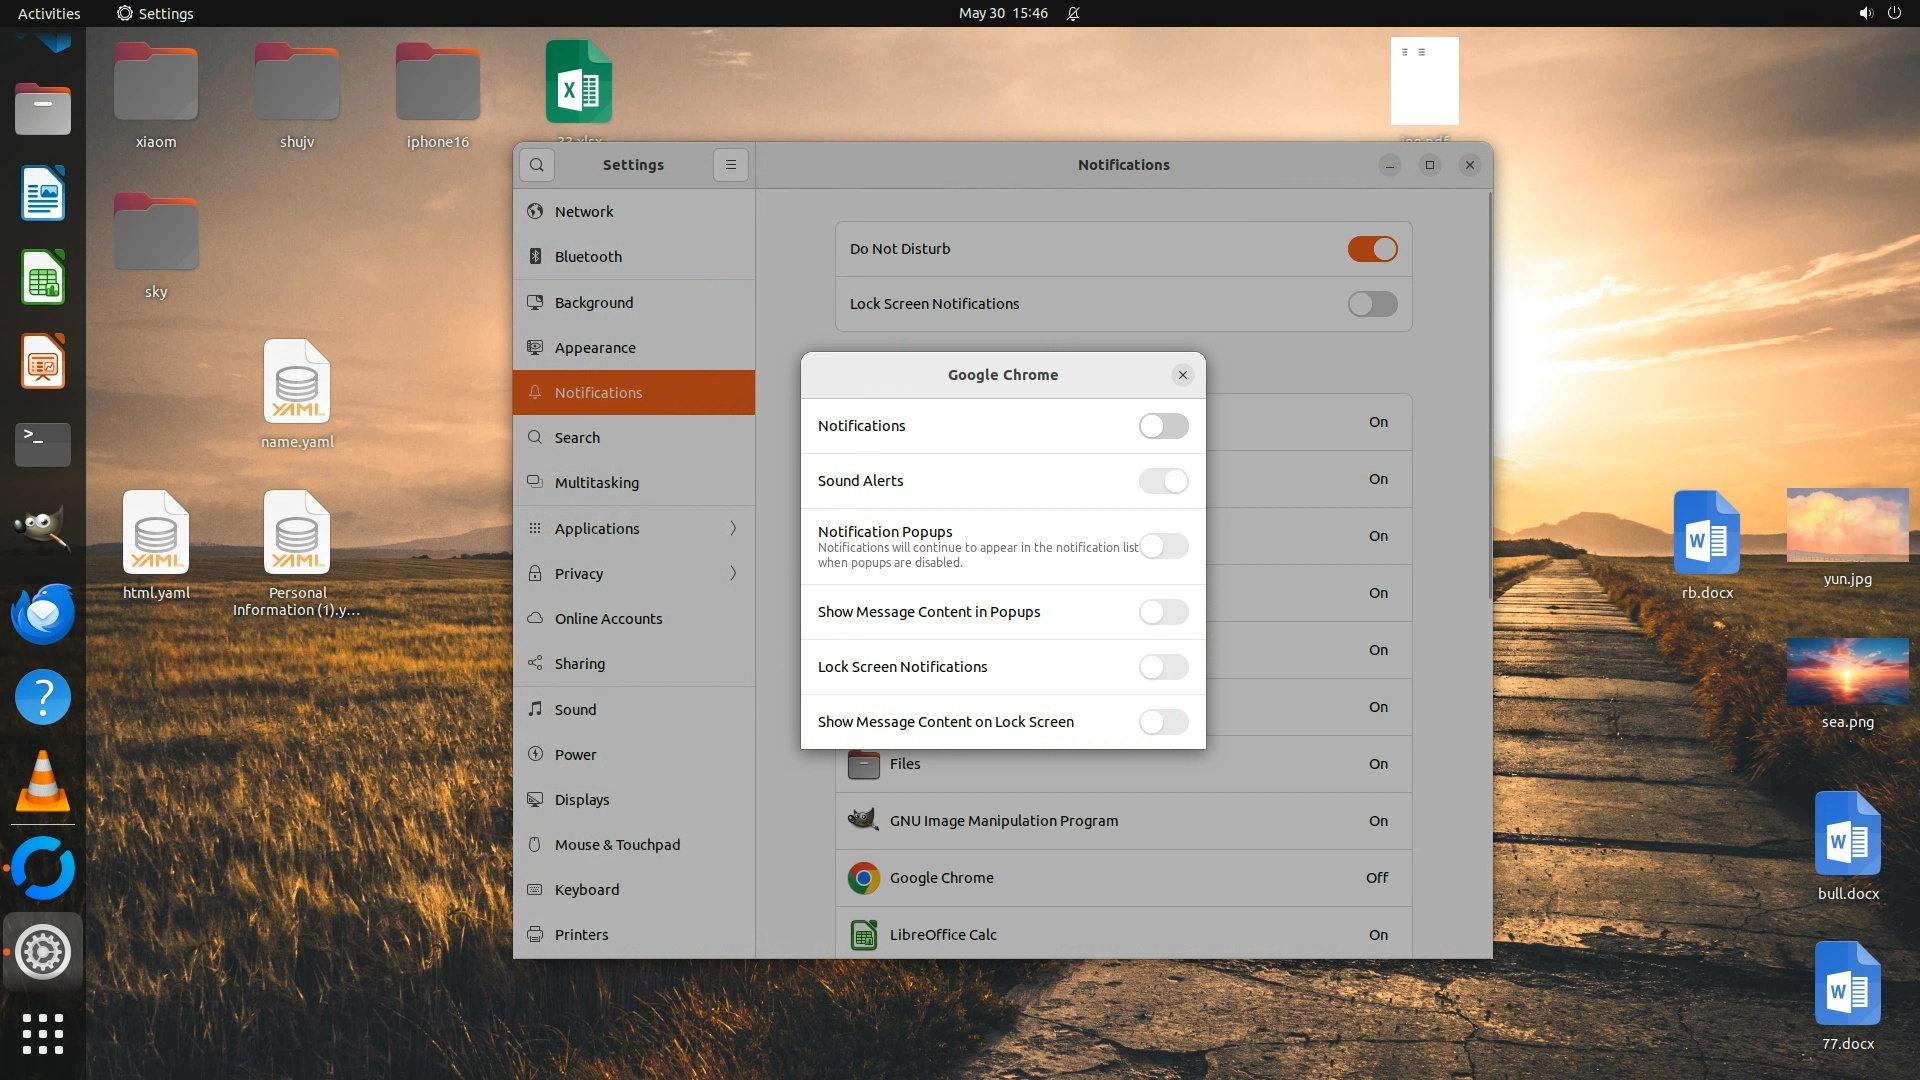 Activities
Settings
May 30 15:46
xiaom
shujv
iphone16
33.xlsx
sky
name.yaml
html.yaml
Personal
Information (1).y...
rb.docx
yun.jpg
sea.png
bull.docx
77.docx
Settings
Notifications
Network
Bluetooth
Background
Appearance
Notifications
Search
Multitasking
Applications
Privacy
Online Accounts
Sharing
Sound
Power
Displays
Mouse & Touchpad
Keyboard
Printers
Do Not Disturb
Lock Screen Notifications
On
On
On
On
On
On
Files On
GNU Image Manipulation Program On
Google Chrome Off
LibreOffice Calc On
Google Chrome
Notifications
Sound Alerts
Notification Popups
Notifications will continue to appear in the notification list
when popups are disabled.
Show Message Content in Popups
Lock Screen Notifications
Show Message Content on Lock Screen